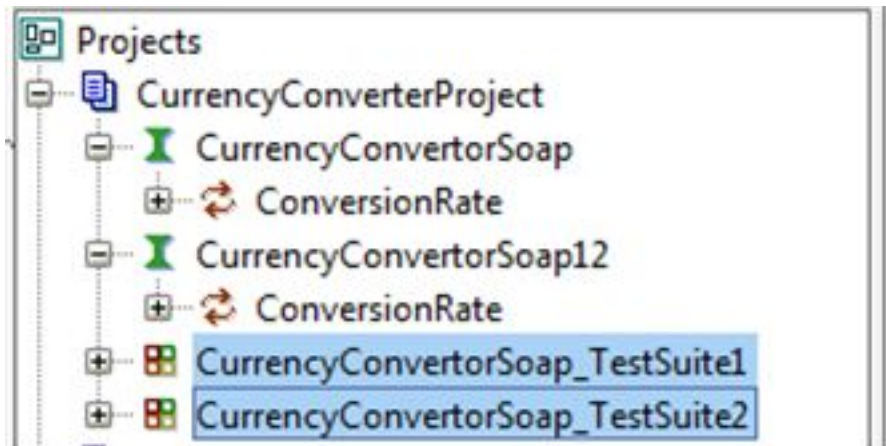 Projects
CurrencyConverterProject
CurrencyConvertorSoap
ConversionRate
CurrencyConvertorSoap12
ConversionRate
CurrencyConvertorSoap_TestSuite1
CurrencyConvertorSoap_TestSuite2